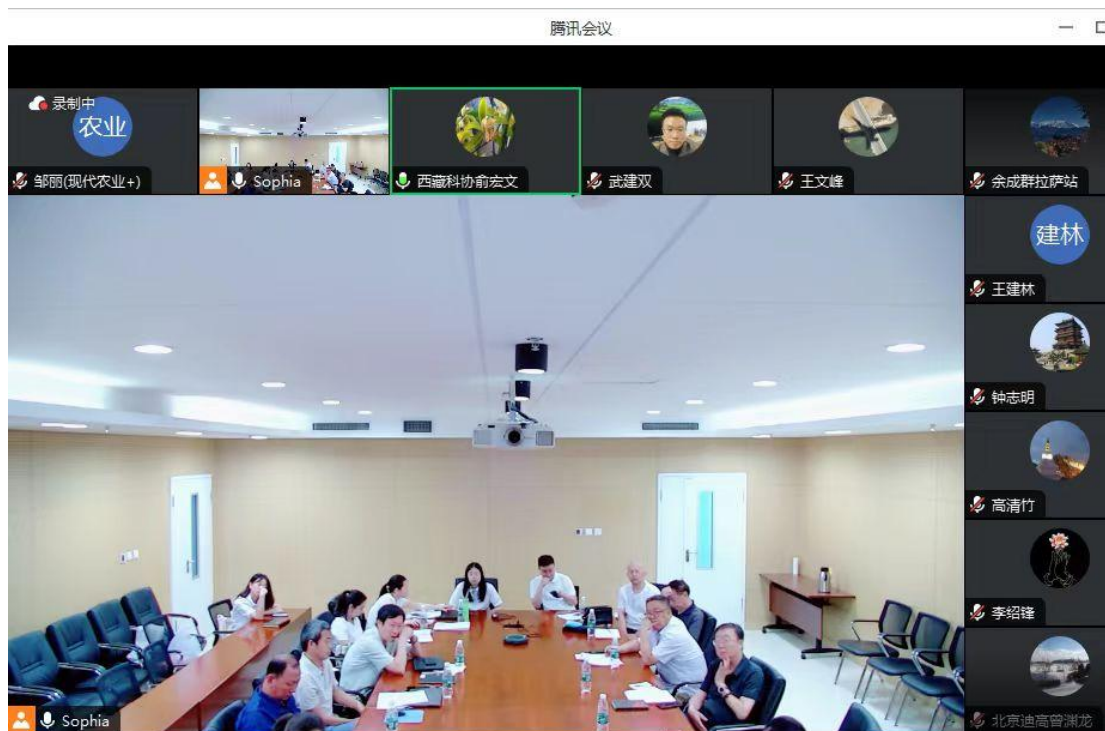 腾讯会议
录制中
农业
邹丽(现代农业+)
Sophia
西藏科协俞宏文
武建双
王文峰
余成群拉萨站
建林
王建林
钟志明
高清竹
李绍锋
Sophia
北京迪高曾渊龙